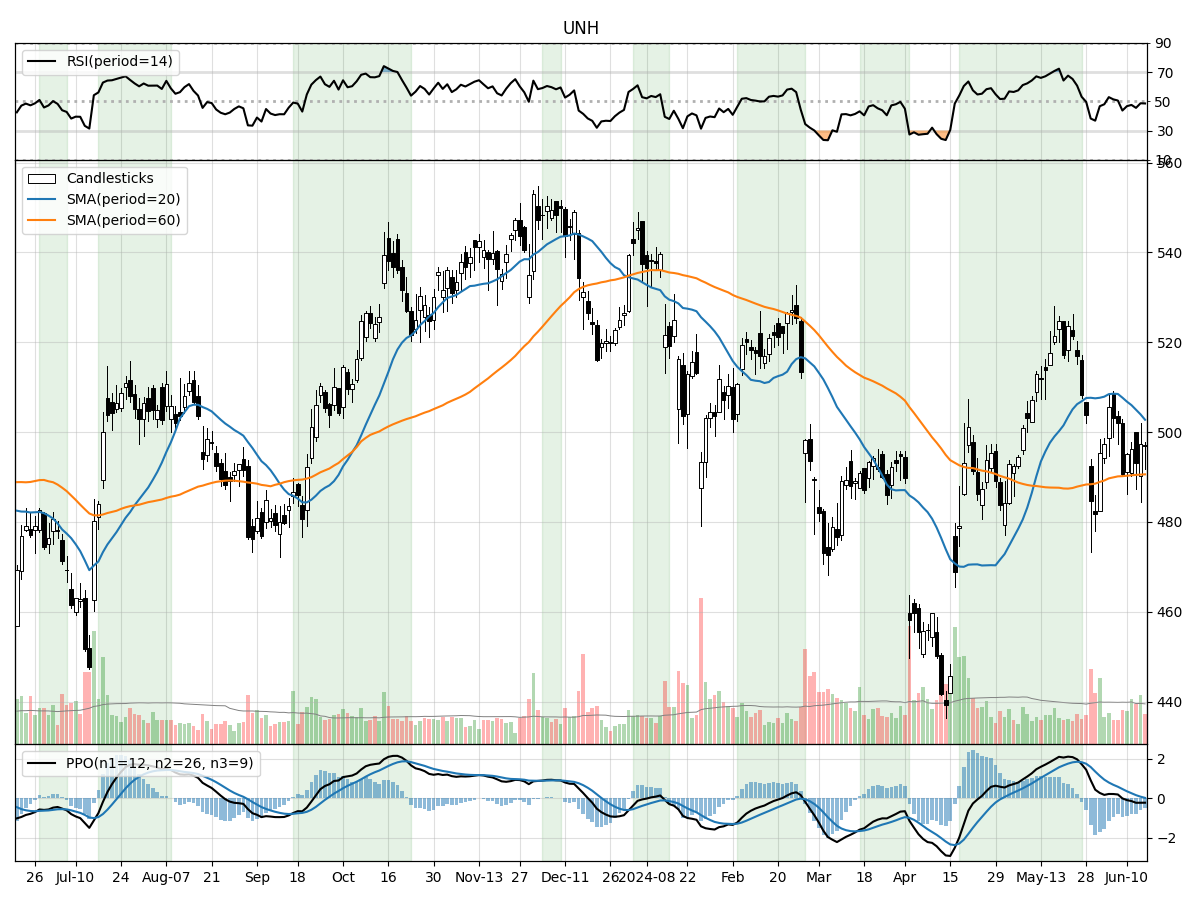 UNH
RSI(period=14)
90
70
50
30
10
Candlesticks
SMA(period=20)
SMA(period=60)
560
540
520
500
480
460
440
PPO(n1=12, n2=26, n3=9)
2
0
−2
26 Jul-10 24 Aug-07 21 Sep 18 Oct 16 30 Nov-13 27 Dec-11 26 2024-08 22 Feb 20 Mar 18 Apr 15 29 May-13 28 Jun-10